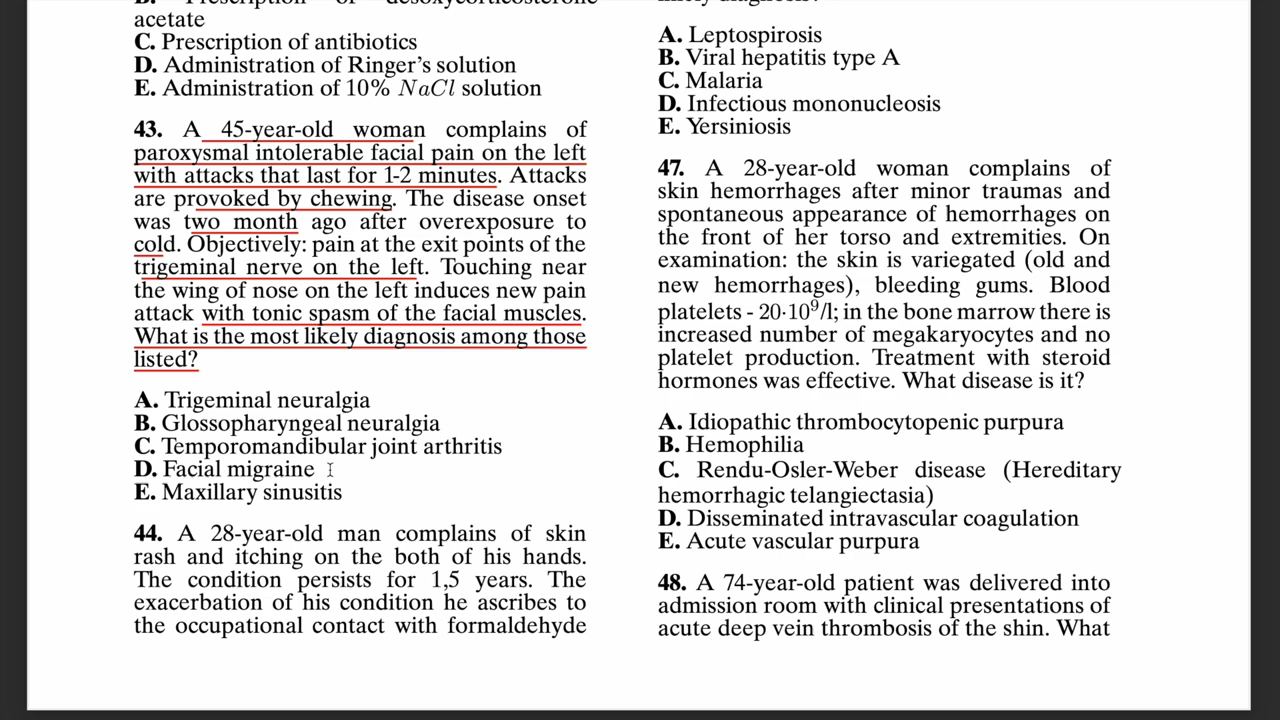 B. Prescription of desoxycorticosterone
acetate
C. Prescription of antibiotics
D. Administration of Ringer’s solution
E. Administration of 10% NaCl solution
43. A 45-year-old woman complains of
paroxysmal intolerable facial pain on the left
with attacks that last for 1-2 minutes. Attacks
are provoked by chewing. The disease onset
was two month ago after overexposure to
cold. Objectively: pain at the exit points of the
trigeminal nerve on the left. Touching near
the wing of nose on the left induces new pain
attack with tonic spasm of the facial muscles.
What is the most likely diagnosis among those
listed?
A. Trigeminal neuralgia
B. Glossopharyngeal neuralgia
C. Temporomandibular joint arthritis
D. Facial migraine
E. Maxillary sinusitis
44. A 28-year-old man complains of skin
rash and itching on the both of his hands.
The condition persists for 1,5 years. The
exacerbation of his condition he ascribes to
the occupational contact with formaldehyde
likely diagnosis?
A. Leptospirosis
B. Viral hepatitis type A
C. Malaria
D. Infectious mononucleosis
E. Yersiniosis
47. A 28-year-old woman complains of
skin hemorrhages after minor traumas and
spontaneous appearance of hemorrhages on
the front of her torso and extremities. On
examination: the skin is variegated (old and
new hemorrhages), bleeding gums. Blood
platelets - 20·10⁹/l; in the bone marrow there is
increased number of megakaryocytes and no
platelet production. Treatment with steroid
hormones was effective. What disease is it?
A. Idiopathic thrombocytopenic purpura
B. Hemophilia
C. Rendu-Osler-Weber disease (Hereditary
hemorrhagic telangiectasia)
D. Disseminated intravascular coagulation
E. Acute vascular purpura
48. A 74-year-old patient was delivered into
admission room with clinical presentations of
acute deep vein thrombosis of the shin. What